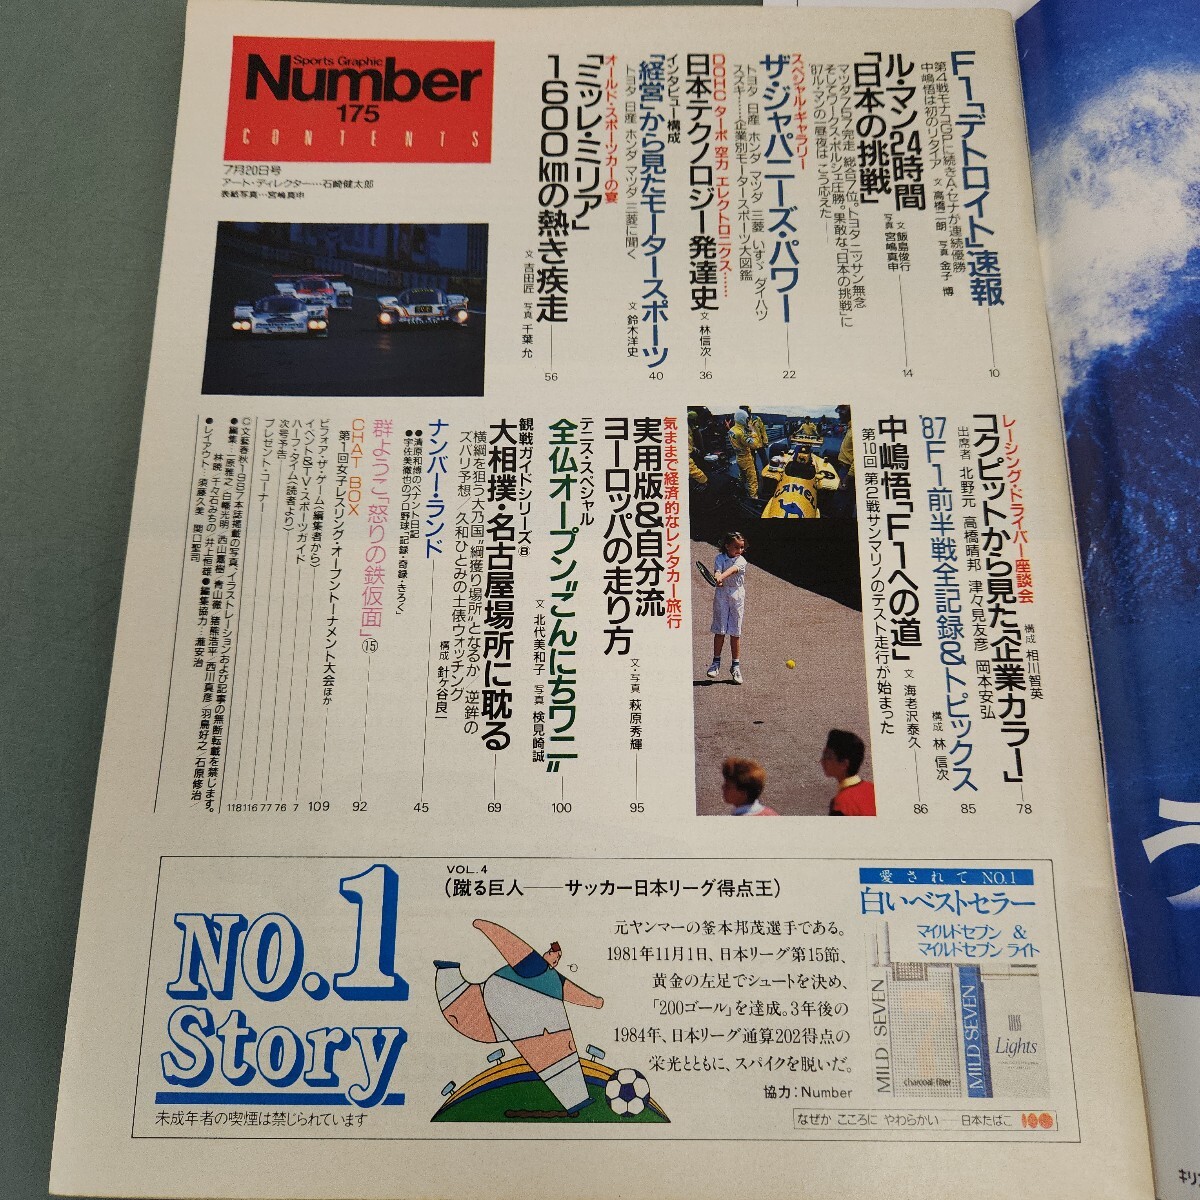 Sports Graphic
Number
175
CONTENTS
7月20日号
アート・ディレクター…石崎健太郎
表紙写真…宮嶋真申
F1「デトロイト」速報
第4戦モナコGPに続きA・セナが連続優勝
中嶋悟は初のリタイア 文 高橋二朗 写真 金子 博
10
ル・マン24時間
「日本の挑戦」
文 飯島俊行
写真 宮嶋真申
マツダ757完走 総合7位。トヨタニッサン無念
そしてワークス・ポルシェ圧勝。果敢な「日本の挑戦」に
'87ル・マンの一昼夜は こう応えた
14
スペシャル・ギャラリー
ザ・ジャパニーズ・パワー
トヨタ 日産 ホンダ マツダ 三菱 いすゞ ダイハツ
スズキ……企業別モータースポーツ大図鑑
22
DOHC ターボ 空力 エレクトロニクス……
日本テクノロジー発達史
文 林信次
36
インタビュー構成
「経営」から見たモータースポーツ
トヨタ 日産 ホンダ マツダ 三菱に聞く
文 鈴木洋史
40
オールド・スポーツカーの宴
「ミッレ・ミリア」
1600kmの熱き疾走
文 吉田匠 写真 千葉 允
56
レーシング・ドライバー座談会
コクピットから見た「企業カラー」
構成 相川智英
出席者 北野元 高橋晴邦 津々見友彦 岡本安弘
78
'87F1前半戦全記録&トピックス
構成 林 信次
85
中嶋悟「F1への道」
第10回 第2戦サンマリノのテスト走行が始まった
文 海老沢泰久
86
気ままで経済的なレンタカー旅行
実用版&自分流
ヨーロッパの走り方
文・写真 萩原秀輝
95
テニス・スペシャル
全仏オープン“こんにちワニ”
文 北代美和子 写真 検見崎誠
100
観戦ガイドシリーズ⑧
大相撲・名古屋場所に耽る
横綱を狙う大乃国“綱獲り場所”となるか 逆鉾の
ズバリ予想／久和ひとみの土俵ウォッチング
構成 針ヶ谷良一
69
ナンバー・ランド
●清原和博のペナント日記
●宇佐美徹也のプロ野球「記録・奇録・きろく」
45
群ようこ「怒りの鉄仮面」⑮
92
CHAT BOX
第1回女子レスリング・オープントーナメント大会ほか
109
ビフォア・ザ・ゲーム〈編集者から〉
7
イベント&TV・スポーツガイド
76
ハーフ・タイム〈読者より〉
77
次号予告
116
プレゼント・コーナー
118
©文藝春秋1987 本誌掲載の写真、イラストレーションおよび記事の無断転載を禁じます。
VOL.4
(蹴る巨人——サッカー日本リーグ得点王)
NO.1
Story
元ヤンマーの釜本邦茂選手である。
1981年11月1日、日本リーグ第15節、
黄金の左足でシュートを決め、
「200ゴール」を達成。3年後の
1984年、日本リーグ通算202得点の
栄光とともに、スパイクを脱いだ。
協力：Number
未成年者の喫煙は禁じられています
愛されて NO.1
白いベストセラー
マイルドセブン &
マイルドセブン ライト
MILD SEVEN
charcoal filter
MILD SEVEN
Lights
なぜか こころに やわらかい——日本たばこ